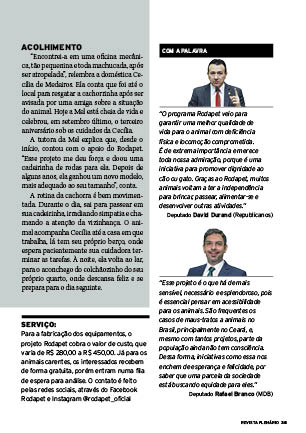 ACOLHIMENTO
"Encontrei-a em uma oficina mecâni-
ca, tão pequenina e toda machucada, após
ser atropelada", relembra a doméstica Ce-
cília de Medeiros. Ela conta que foi até o
local para resgatar a cachorrinha após ser
avisada por uma amiga sobre a situação
do animal. Hoje a Mel está cheia de vida e
celebrou, em setembro último, o terceiro
aniversário sob os cuidados da Cecília.
A tutora da Mel explica que, desde o
início, contou com o apoio do Rodapet.
"Esse projeto me deu força e doou uma
cadeirinha de rodas para ela. Depois de
alguns anos, ela ganhou um novo modelo,
mais adequado ao seu tamanho", conta.
A rotina da cachorra é bem movimen-
tada. Durante o dia, sai para passear em
sua cadeirinha, irradiando simpatia e cha-
mando a atenção da vizinhança. O ani-
mal acompanha Cecília até a casa em que
trabalha, lá tem seu próprio berço, onde
espera pacientemente sua cuidadora ter-
minar as tarefas. À noite, ela volta ao lar,
para o aconchego do colchãozinho do seu
próprio quarto, onde descansa feliz e se
prepara para o dia seguinte.
SERVIÇO:
Para a fabricação dos equipamentos, o
projeto Rodapet cobra o valor de custo, que
varia de R$ 280,00 a R$ 450,00. Já para os
animais carentes, os interessados recebem
de forma gratuita, porém entram numa fila
de espera para análise. O contato é feito
pelas redes sociais, através do Facebook
Rodapet e Instagram @rodapet_oficial
COM A PALAVRA
"O programa Rodapet veio para
garantir uma melhor qualidade de
vida para o animal com deficiência
física e locomoção comprometida.
É de extrema importância e merece
toda nossa admiração, porque é uma
iniciativa para promover dignidade ao
cão ou gato. Graças ao Rodapet, muitos
animais voltam a ter a independência
para brincar, passear, alimentar-se e
desenvolver outras atividades."
Deputado David Durand (Republicanos)
"Esse projeto é o que há de mais
sensível, necessário e esplendoroso, pois
é essencial pensar em acessibilidade
para os animais. São frequentes os
casos de maus-tratos a animais no
Brasil, principalmente no Ceará, e,
mesmo com tantos projetos, parte da
população ainda não tem consciência.
Dessa forma, iniciativas como essa nos
enchem de esperança e felicidade, por
saber que uma parcela da sociedade
está buscando equidade para eles."
Deputado Rafael Branco (MDB)
REVISTA PLENÁRIO